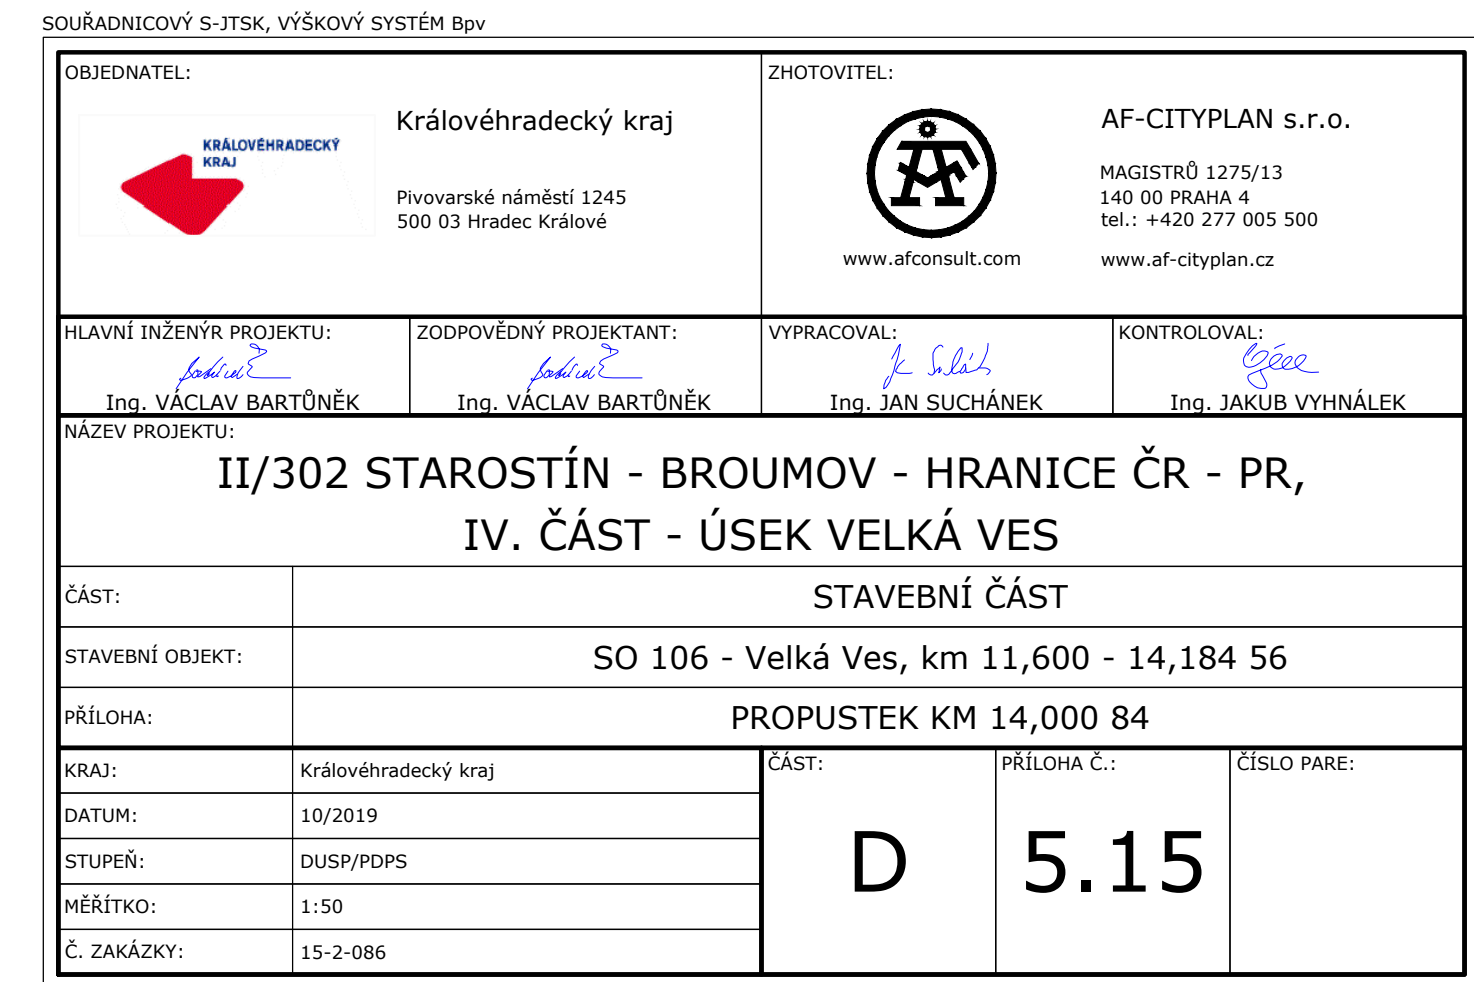 SOUŘADNICOVÝ S-JTSK, VÝŠKOVÝ SYSTÉM Bpv
OBJEDNATEL:
KRÁLOVÉHRADECKÝ
KRAJ
Královéhradecký kraj
Pivovarské náměstí 1245
500 03 Hradec Králové
ZHOTOVITEL:
www.afconsult.com
AF-CITYPLAN s.r.o.
MAGISTRŮ 1275/13
140 00 PRAHA 4
tel.: +420 277 005 500
www.af-cityplan.cz
HLAVNÍ INŽENÝR PROJEKTU:
Ing. VÁCLAV BARTŮNĚK
ZODPOVĚDNÝ PROJEKTANT:
Ing. VÁCLAV BARTŮNĚK
VYPRACOVAL:
Ing. JAN SUCHÁNEK
KONTROLOVAL:
Ing. JAKUB VYHNÁLEK
NÁZEV PROJEKTU:
II/302 STAROSTÍN - BROUMOV - HRANICE ČR - PR,
IV. ČÁST - ÚSEK VELKÁ VES
ČÁST:
STAVEBNÍ ČÁST
STAVEBNÍ OBJEKT:
SO 106 - Velká Ves, km 11,600 - 14,184 56
PŘÍLOHA:
PROPUSTEK KM 14,000 84
KRAJ:
Královéhradecký kraj
DATUM:
10/2019
STUPEŇ:
DUSP/PDPS
MĚŘÍTKO:
1:50
Č. ZAKÁZKY:
15-2-086
ČÁST:
D
PŘÍLOHA Č.:
5.15
ČÍSLO PARE: